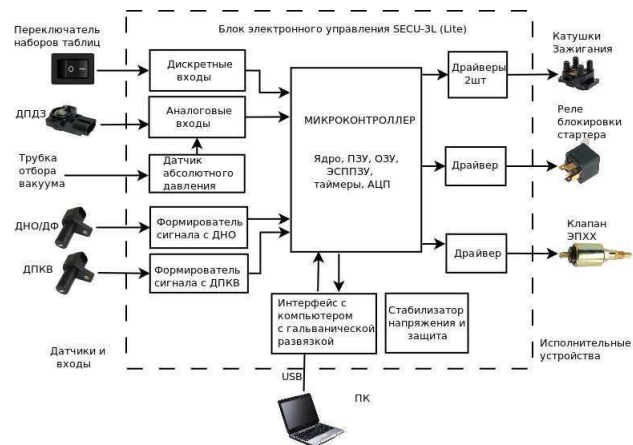 Блок электронного управления SECU-3L (Lite)
Переключатель
наборов таблиц
ДПДЗ
Трубка
отбора
вакуума
ДНО/ДФ
ДПКВ
Датчики и
входы
Дискретные
входы
Аналоговые
входы
Датчик
абсолютного
давления
Формирователь
сигнала с ДНО
Формирователь
сигнала с ДПКВ
МИКРОКОНТРОЛЛЕР
Ядро, ПЗУ, ОЗУ,
ЭСППЗУ,
таймеры, АЦП
Интерфейс с
компьютером
с гальванической
развязкой
Стабилизатор
напряжения и
защита
Драйверы
2шт
Драйвер
Драйвер
Катушки
Зажигания
Реле
блокировки
стартера
Клапан
ЭПХХ
Исполнительные
устройства
USB
ПК